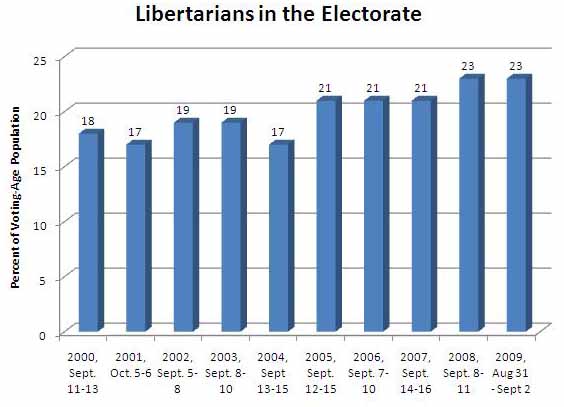 Libertarians in the Electorate
Percent of Voting-Age Population
25
20
15
10
5
0
18
17
19
19
17
21
21
21
23
23
2000,
Sept.
11-13
2001,
Oct. 5-6
2002,
Sept. 5-
8
2003,
Sept. 8-
10
2004,
Sept
13-15
2005,
Sept.
12-15
2006,
Sept. 7-
10
2007,
Sept.
14-16
2008,
Sept. 8-
11
2009,
Aug 31
- Sept 2